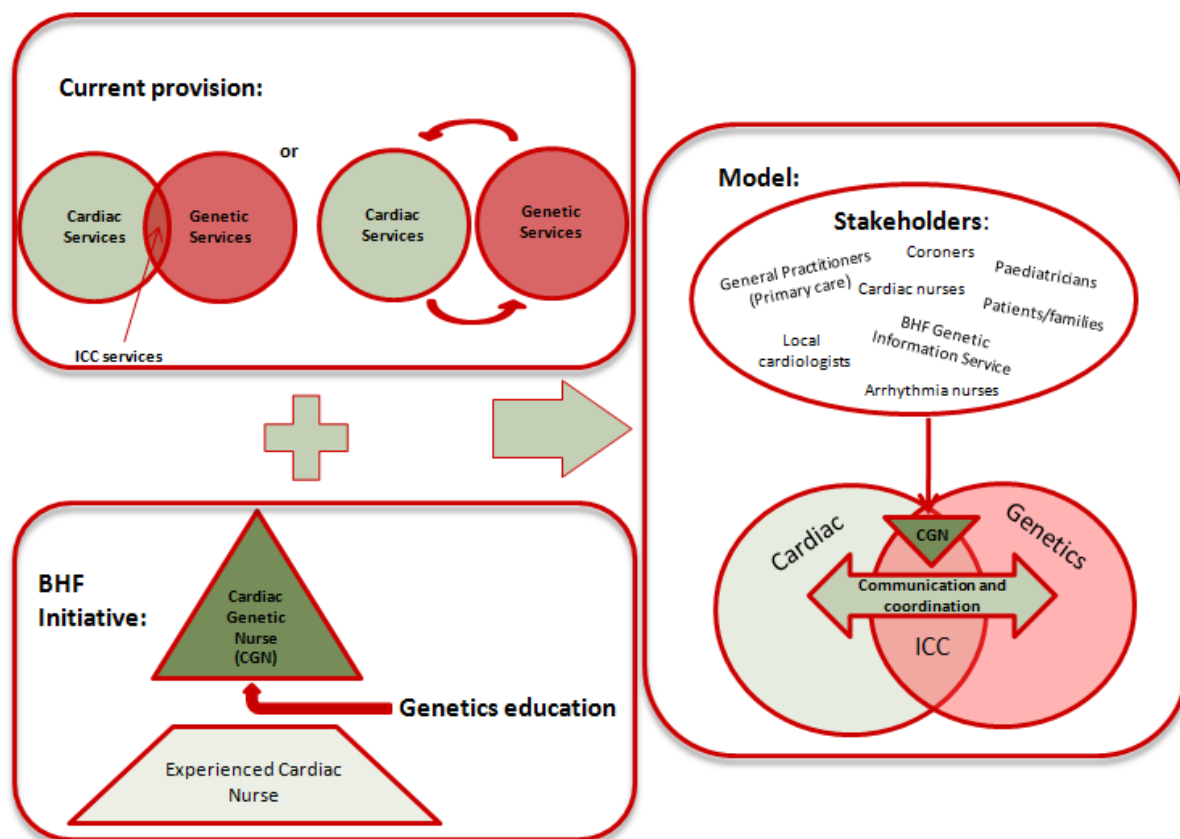 Current provision:
or
Cardiac
Services
Genetic
Services
Cardiac
Services
Genetic
Services
ICC services
BHF
Initiative:
Cardiac
Genetic
Nurse
(CGN)
Genetics education
Experienced Cardiac
Nurse
Model:
Stakeholders:
General Practitioners
(Primary care)
Coroners
Paediatricians
Cardiac nurses
Patients/families
Local
cardiologists
BHF Genetic
Information Service
Arrhythmia nurses
Cardiac
CGN
Genetics
Communication and
coordination
ICC